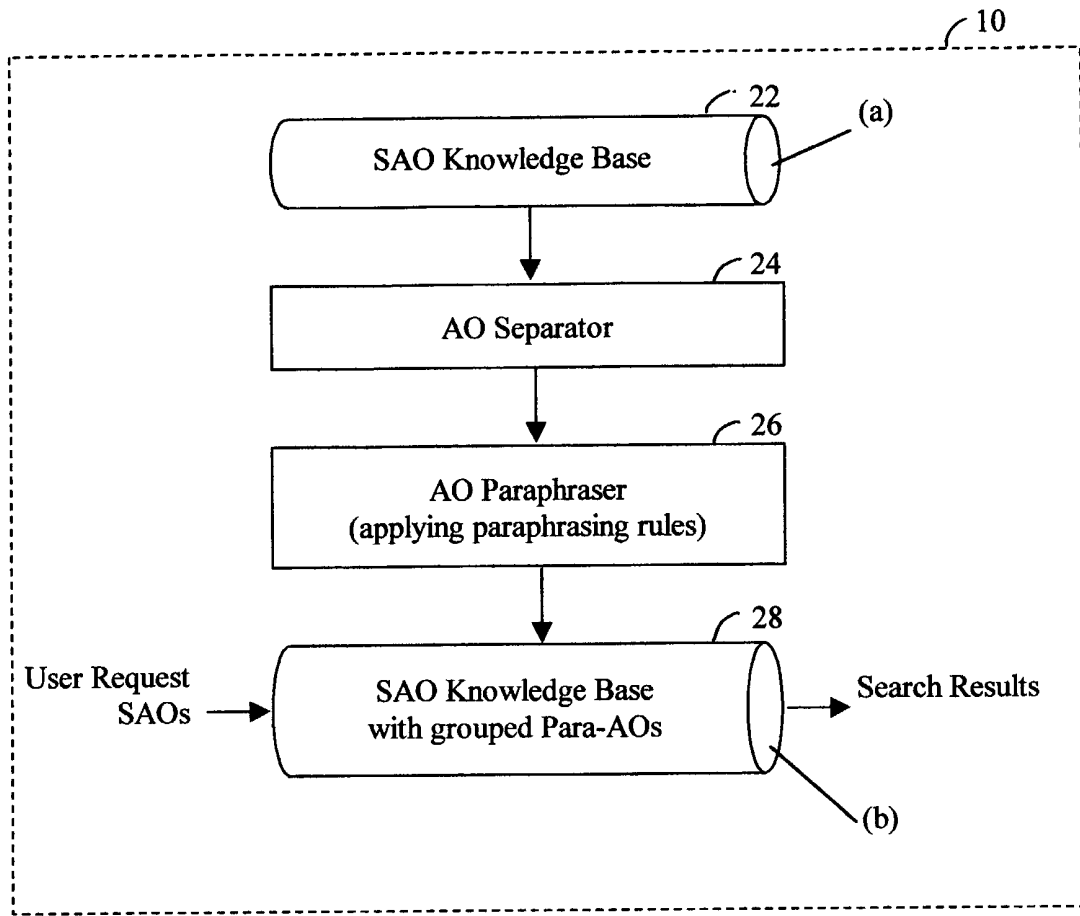 10
22
(a)
SAO Knowledge Base
24
AO Separator
26
AO Paraphraser
(applying paraphrasing rules)
28
User Request
SAOs
SAO Knowledge Base
with grouped Para-AOs
Search Results
(b)